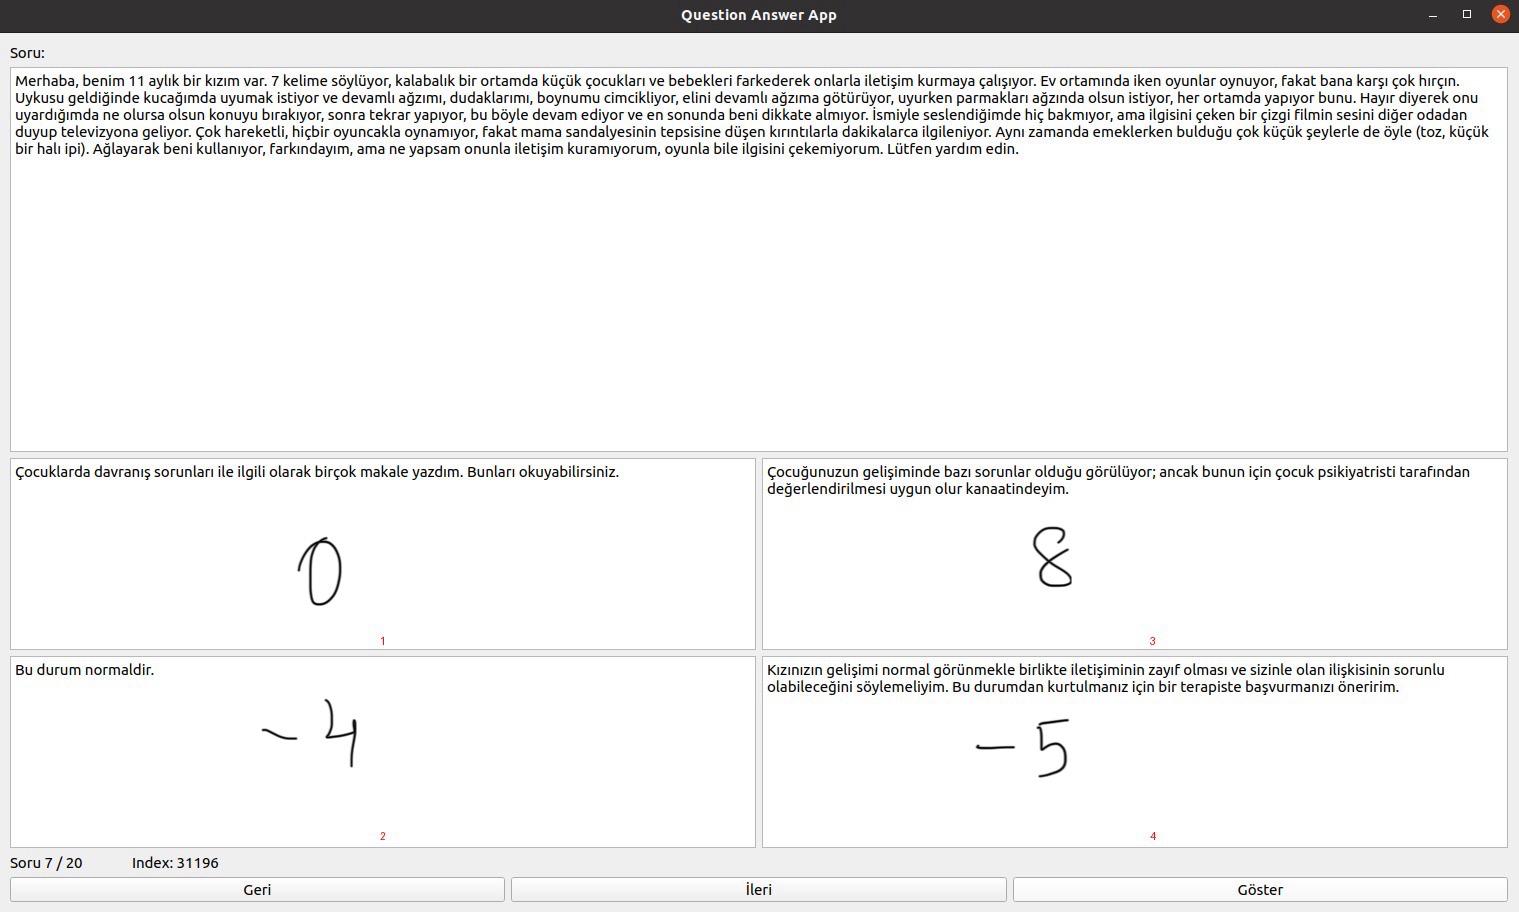 Question Answer App
Soru:
Merhaba, benim 11 aylık bir kızım var. 7 kelime söylüyor, kalabalık bir ortamda küçük çocukları ve bebekleri farkederek onlarla iletişim kurmaya çalışıyor. Ev ortamında iken oyunlar oynuyor, fakat bana karşı çok hırçın.
Uykusu geldiğinde kucağımda uyumak istiyor ve devamlı ağzımı, dudaklarımı, boynumu cimcikliyor, elini devamlı ağzıma götürüyor, uyurken parmakları ağzında olsun istiyor, her ortamda yapıyor bunu. Hayır diyerek onu
uyardığımda ne olursa olsun konuyu bırakıyor, sonra tekrar yapıyor, bu böyle devam ediyor ve en sonunda beni dikkate almıyor. İsmiyle seslendiğimde hiç bakmıyor, ama ilgisini çeken bir çizgi filmin sesini diğer odadan
duyup televizyona geliyor. Çok hareketli, hiçbir oyuncakla oynamıyor, fakat mama sandalyesinin tepsisine düşen kırıntılarla dakikalarca ilgileniyor. Aynı zamanda emeklerken bulduğu çok küçük şeylerle de öyle (toz, küçük
bir halı ipi). Ağlayarak beni kullanıyor, farkındayım, ama ne yapsam onunla iletişim kuramıyorum, oyunla bile ilgisini çekemiyorum. Lütfen yardım edin.
Çocuklarda davranış sorunları ile ilgili olarak birçok makale yazdım. Bunları okuyabilirsiniz.
0
1
Çocuğunuzun gelişiminde bazı sorunlar olduğu görülüyor; ancak bunun için çocuk psikiyatristi tarafından
değerlendirilmesi uygun olur kanaatindeyim.
8
3
Bu durum normaldir.
- 4
2
Kızınızın gelişimi normal görünmekle birlikte iletişiminin zayıf olması ve sizinle olan ilişkisinin sorunlu
olabileceğini söylemeliyim. Bu durumdan kurtulmanız için bir terapiste başvurmanızı öneririm.
- 5
4
Soru 7 / 20 Index: 31196
Geri İleri Göster